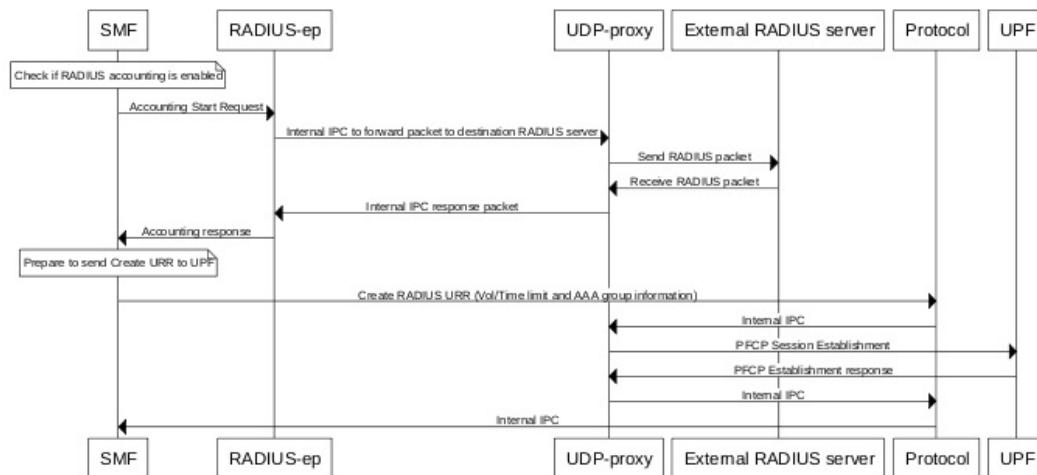 SMF RADIUS-ep UDP-proxy External RADIUS server Protocol UPF
Check if RADIUS accounting is enabled
Accounting Start Request
Internal IPC to forward packet to destination RADIUS server
Send RADIUS packet
Receive RADIUS packet
Internal IPC response packet
Accounting response
Prepare to send Create URR to UPF
Create RADIUS URR (Vol/Time limit and AAA group information)
Internal IPC
PFCP Session Establishment
PFCP Establishment response
Internal IPC
Internal IPC
SMF RADIUS-ep UDP-proxy External RADIUS server Protocol UPF